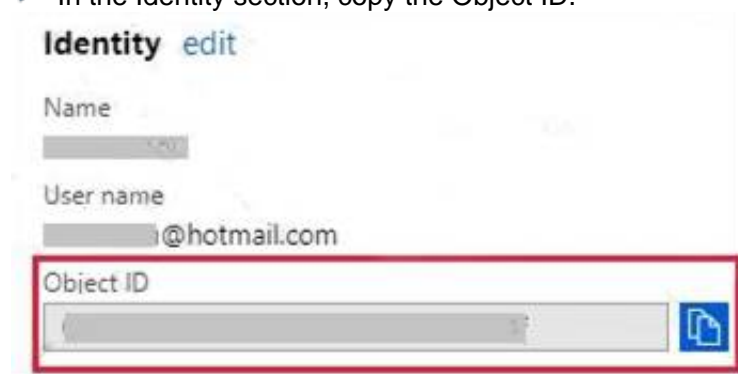 In the Identity section, copy the Object ID.
Identity edit
Name
User name
@hotmail.com
Object ID